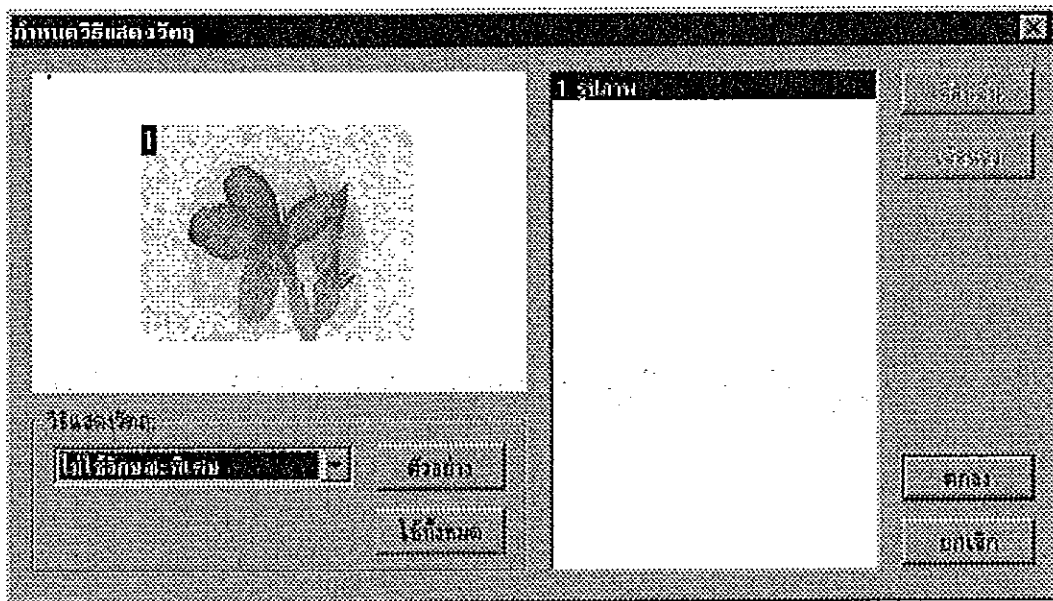 กำหนดวิธีแสดงวัตถุ
1
1 รูปภาพ
วิธีแสดงวัตถุ
ไม่ใช้ลักษณะพิเศษ
ตัวอย่าง
ใช้ทั้งหมด
ตกลง
ยกเลิก